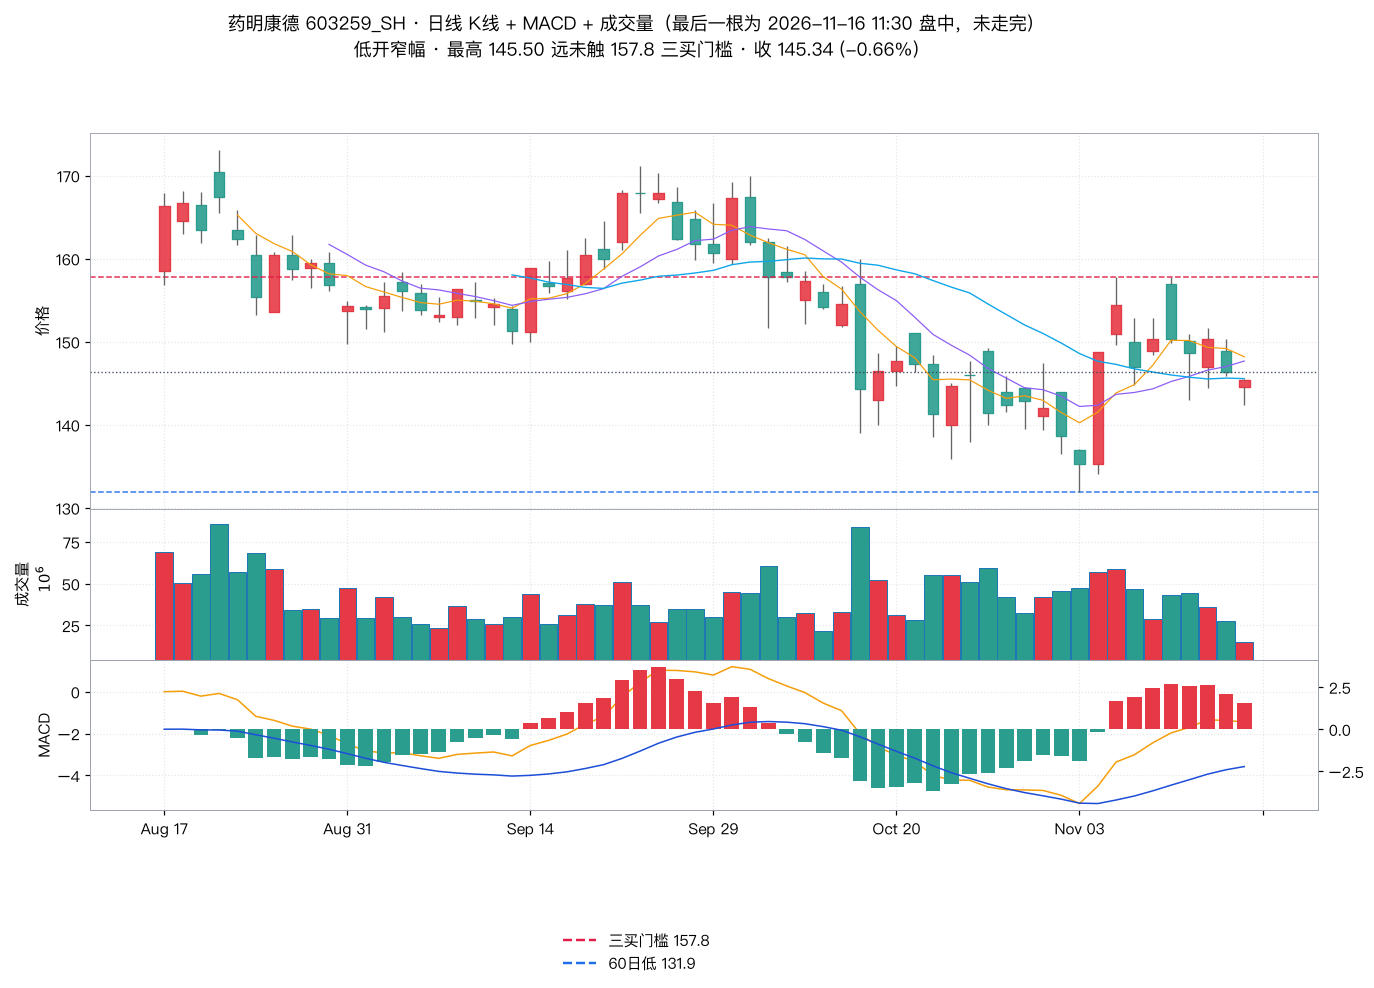 药明康德 603259_SH · 日线 K线 + MACD + 成交量（最后一根为 2026−11−16 11:30 盘中，未走完）
低开窄幅 · 最高 145.50 远未触 157.8 三买门槛 · 收 145.34 (−0.66%)
价格
170
160
150
140
130
成交量
10⁶
75
50
25
MACD
0
−2
−4
2.5
0.0
−2.5
Aug 17
Aug 31
Sep 14
Sep 29
Oct 20
Nov 03
三买门槛 157.8
60日低 131.9